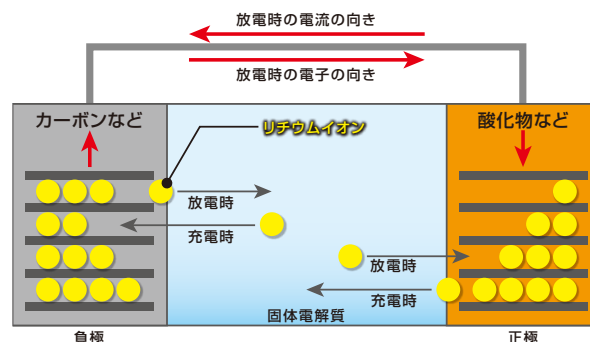 放電時の電流の向き
放電時の電子の向き
カーボンなど
リチウムイオン
酸化物など
放電時
充電時
放電時
充電時
固体電解質
負極
正極